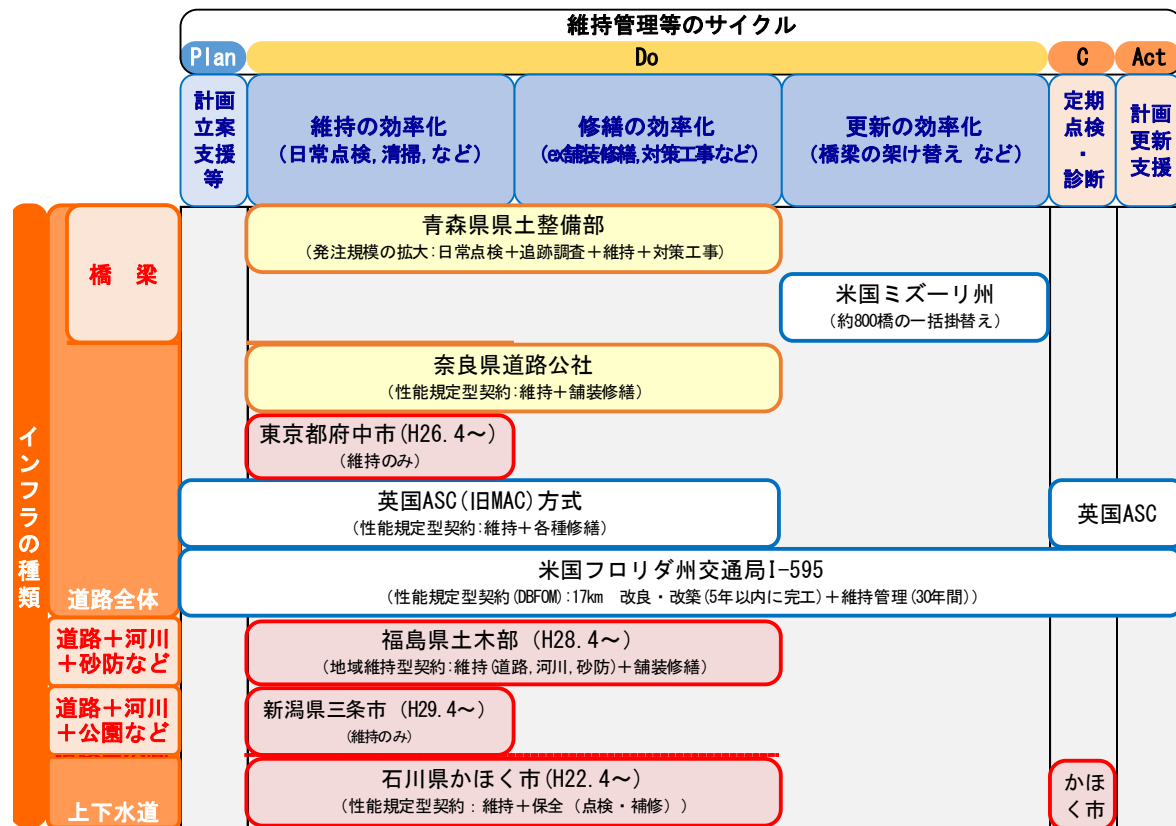 維持管理等のサイクル
Plan
Do
C
Act
計画
立案
支援
等
維持の効率化
(日常点検,清掃,など)
修繕の効率化
(ex舗装修繕,対策工事など)
更新の効率化
(橋梁の架け替え など)
定期
点検
・
診断
計画
更新
支援
インフラの種類
橋 梁
青森県県土整備部
(発注規模の拡大:日常点検+追跡調査+維持+対策工事)
米国ミズーリ州
(約800橋の一括掛替え)
奈良県道路公社
(性能規定型契約:維持+舗装修繕)
東京都府中市(H26.4~)
(維持のみ)
英国ASC(旧MAC)方式
(性能規定型契約:維持+各種修繕)
英国ASC
道路全体
米国フロリダ州交通局I-595
(性能規定型契約(DBFOM):17km 改良・改築(5年以内に完工)+維持管理(30年間))
道路+河川
+砂防など
福島県土木部 (H28.4~)
(地域維持型契約:維持(道路,河川,砂防)+舗装修繕)
道路+河川
+公園など
新潟県三条市 (H29.4~)
(維持のみ)
上下水道
石川県かほく市(H22.4~)
(性能規定型契約:維持+保全(点検・補修))
かほ
く市